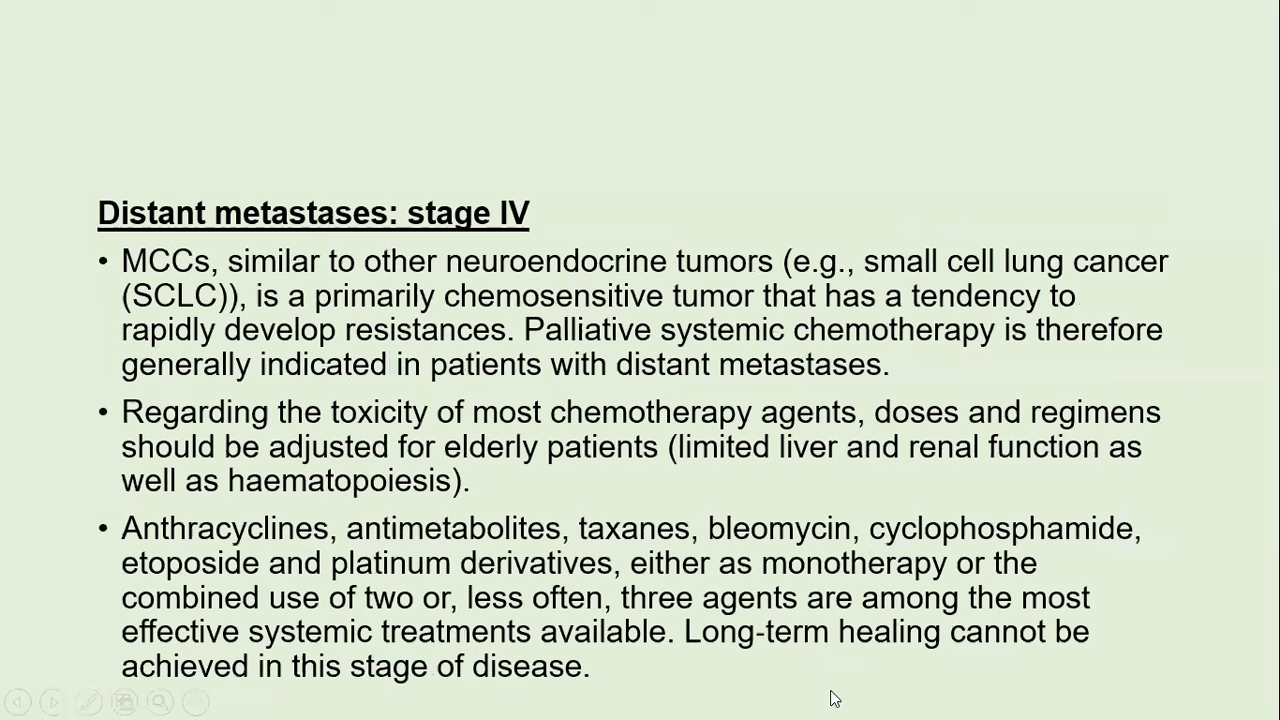 Distant metastases: stage IV
• MCCs, similar to other neuroendocrine tumors (e.g., small cell lung cancer
(SCLC)), is a primarily chemosensitive tumor that has a tendency to
rapidly develop resistances. Palliative systemic chemotherapy is therefore
generally indicated in patients with distant metastases.
• Regarding the toxicity of most chemotherapy agents, doses and regimens
should be adjusted for elderly patients (limited liver and renal function as
well as haematopoiesis).
• Anthracyclines, antimetabolites, taxanes, bleomycin, cyclophosphamide,
etoposide and platinum derivatives, either as monotherapy or the
combined use of two or, less often, three agents are among the most
effective systemic treatments available. Long-term healing cannot be
achieved in this stage of disease.